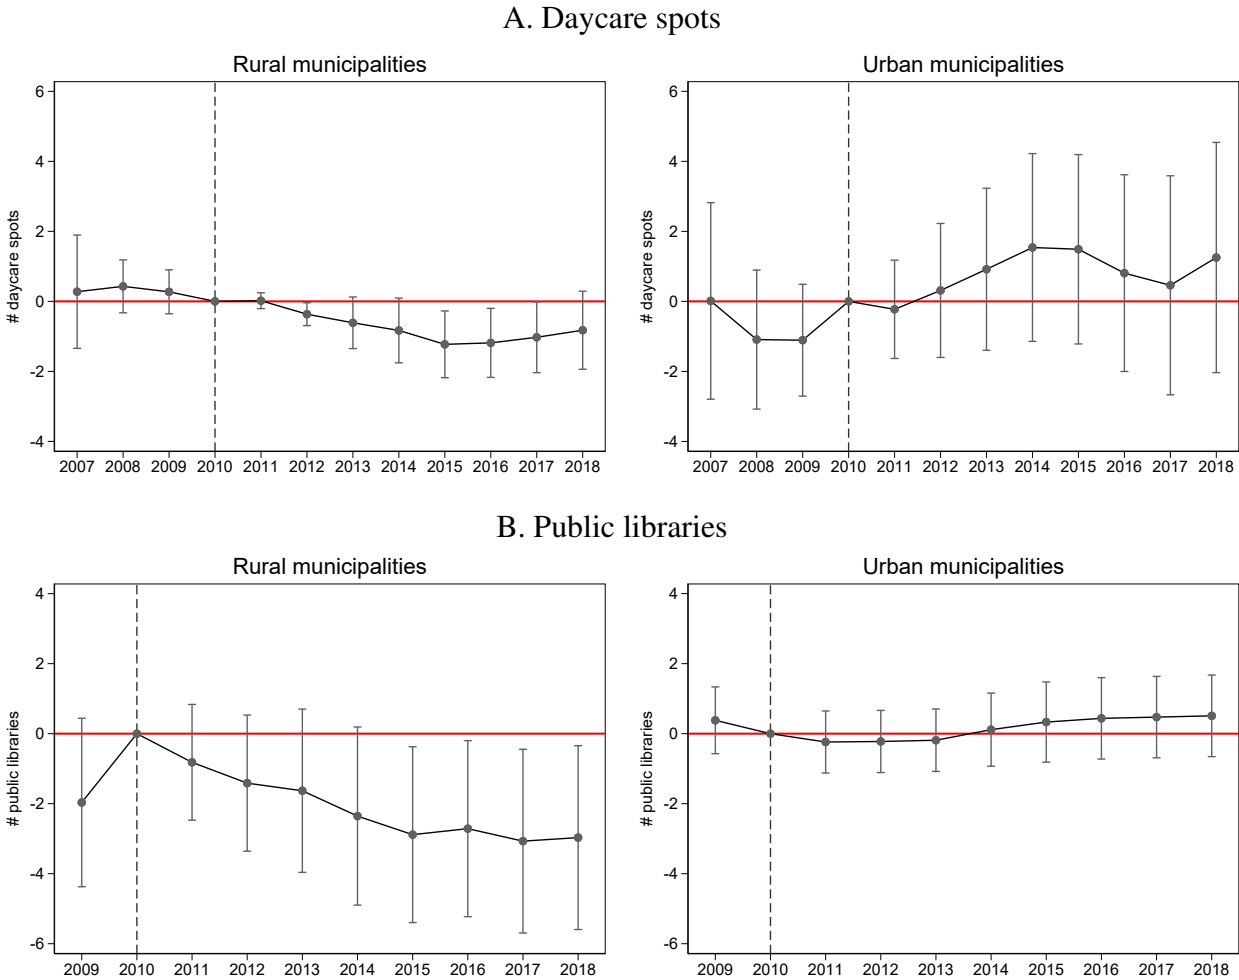 A. Daycare spots
Rural municipalities
# daycare spots
6
4
2
0
-2
-4
2007 2008 2009 2010 2011 2012 2013 2014 2015 2016 2017 2018
Urban municipalities
# daycare spots
6
4
2
0
-2
-4
2007 2008 2009 2010 2011 2012 2013 2014 2015 2016 2017 2018
B. Public libraries
Rural municipalities
# public libraries
4
2
0
-2
-4
-6
2009 2010 2011 2012 2013 2014 2015 2016 2017 2018
Urban municipalities
# public libraries
4
2
0
-2
-4
-6
2009 2010 2011 2012 2013 2014 2015 2016 2017 2018